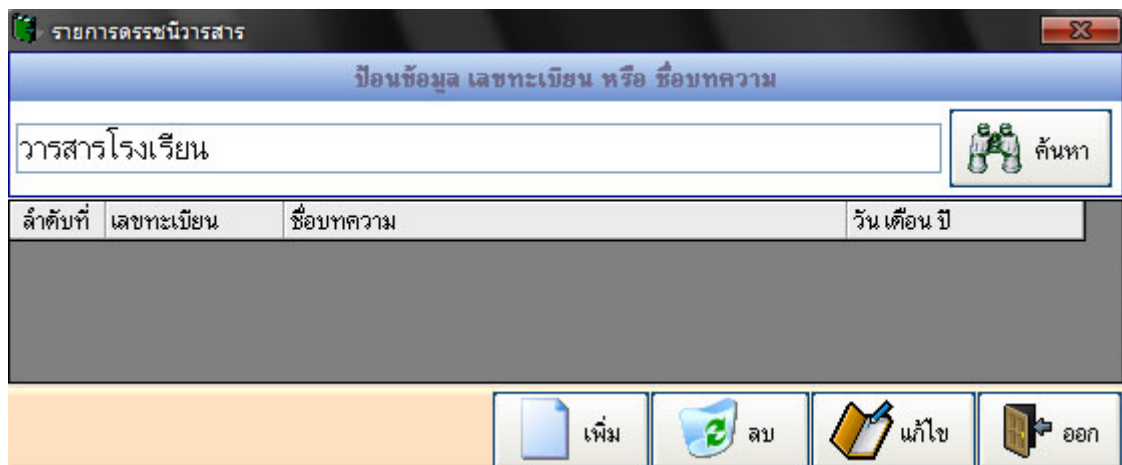 รายการดรรชนีวารสาร
ป้อนข้อมูล เลขทะเบียน หรือ ชื่อบทความ
วารสารโรงเรียน
ค้นหา
ลำดับที่ เลขทะเบียน ชื่อบทความ วัน เดือน ปี
เพิ่ม ลบ แก้ไข ออก